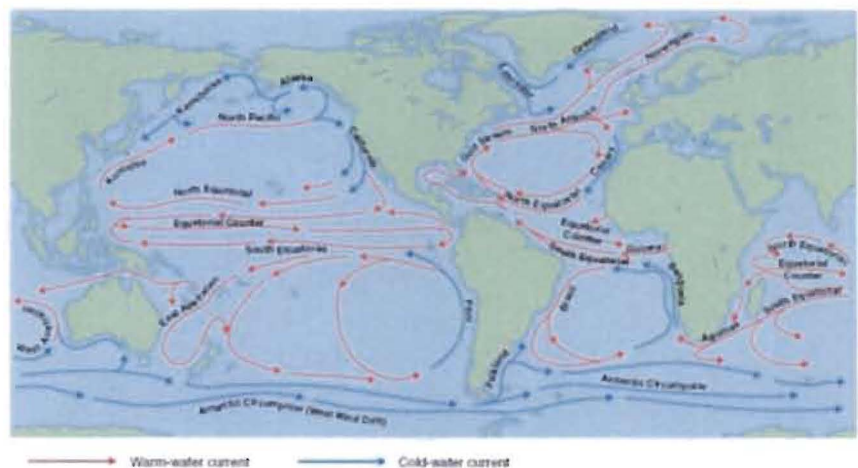 Greenland
Norwegian
Labrador
Alaska
Kamchatka
North Pacific
North Atlantic
Gulf Stream
California
Canary
Kuroshio
North Equatorial
North Equatorial
Equatorial Counter
Equatorial
Counter
Guinea
North Equatorial
South Equatorial
South Equatorial
Equatorial
Counter
Benguela
South Equatorial
East Australian
Peru
Brazil
Agulhas
West Australian
Falkland
Antarctic Circumpolar
Antarctic Circumpolar (West Wind Drift)
Warm-water current
Cold-water current